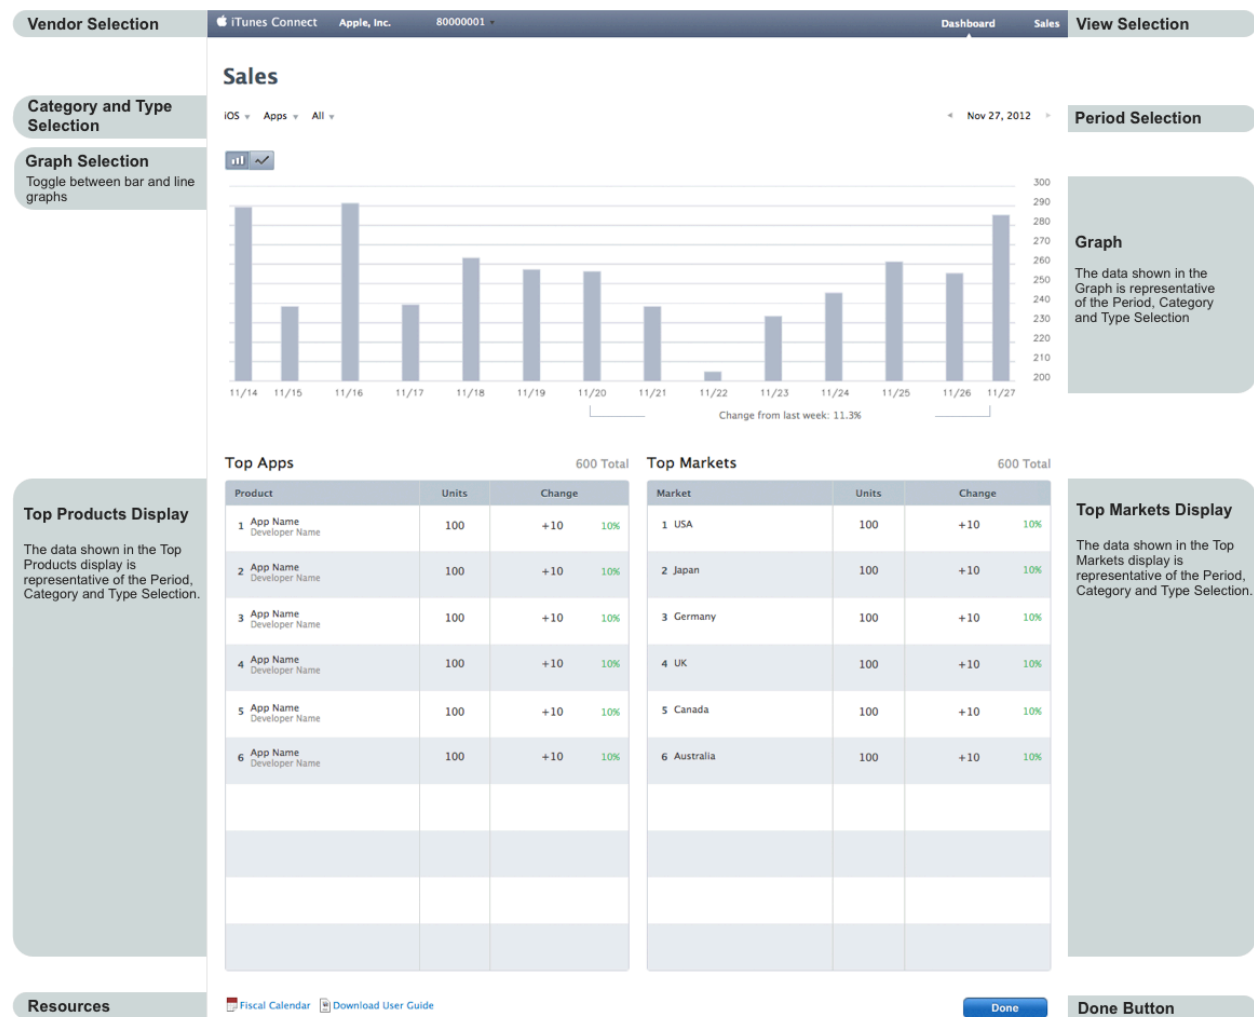 Vendor Selection
iTunes Connect Apple, Inc. 80000001
Dashboard Sales
View Selection
Sales
Category and Type
Selection
iOS Apps All
Nov 27, 2012
Period Selection
Graph Selection
Toggle between bar and line
graphs
300
290
280
270
260
250
240
230
220
210
200
11/14 11/15 11/16 11/17 11/18 11/19 11/20 11/21 11/22 11/23 11/24 11/25 11/26 11/27
Change from last week: 11.3%
Graph
The data shown in the
Graph is representative
of the Period, Category
and Type Selection
Top Products Display
The data shown in the Top
Products display is
representative of the Period,
Category and Type Selection.
Top Apps 600 Total
Product Units Change
1 App Name 100 +10 10%
Developer Name
2 App Name 100 +10 10%
Developer Name
3 App Name 100 +10 10%
Developer Name
4 App Name 100 +10 10%
Developer Name
5 App Name 100 +10 10%
Developer Name
6 App Name 100 +10 10%
Developer Name
Top Markets 600 Total
Market Units Change
1 USA 100 +10 10%
2 Japan 100 +10 10%
3 Germany 100 +10 10%
4 UK 100 +10 10%
5 Canada 100 +10 10%
6 Australia 100 +10 10%
Top Markets Display
The data shown in the Top
Markets display is
representative of the Period,
Category and Type Selection.
Resources
Fiscal Calendar Download User Guide
Done
Done Button